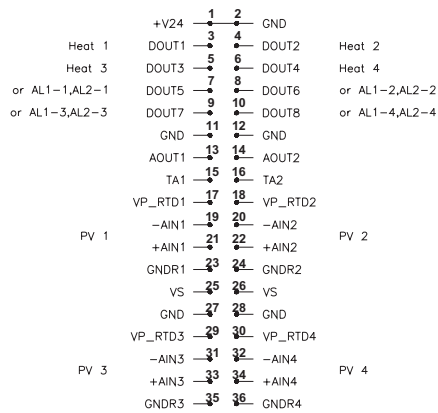 +V24 1 2 GND
Heat 1 DOUT1 3 4 DOUT2 Heat 2
Heat 3 DOUT3 5 6 DOUT4 Heat 4
or AL1-1,AL2-1 DOUT5 7 8 DOUT6 or AL1-2,AL2-2
or AL1-3,AL2-3 DOUT7 9 10 DOUT8 or AL1-4,AL2-4
GND 11 12 GND
AOUT1 13 14 AOUT2
TA1 15 16 TA2
VP_RTD1 17 18 VP_RTD2
-AIN1 19 20 -AIN2
PV 1 PV 2
+AIN1 21 22 +AIN2
GNDR1 23 24 GNDR2
VS 25 26 VS
GND 27 28 GND
VP_RTD3 29 30 VP_RTD4
-AIN3 31 32 -AIN4
PV 3 PV 4
+AIN3 33 34 +AIN4
GNDR3 35 36 GNDR4